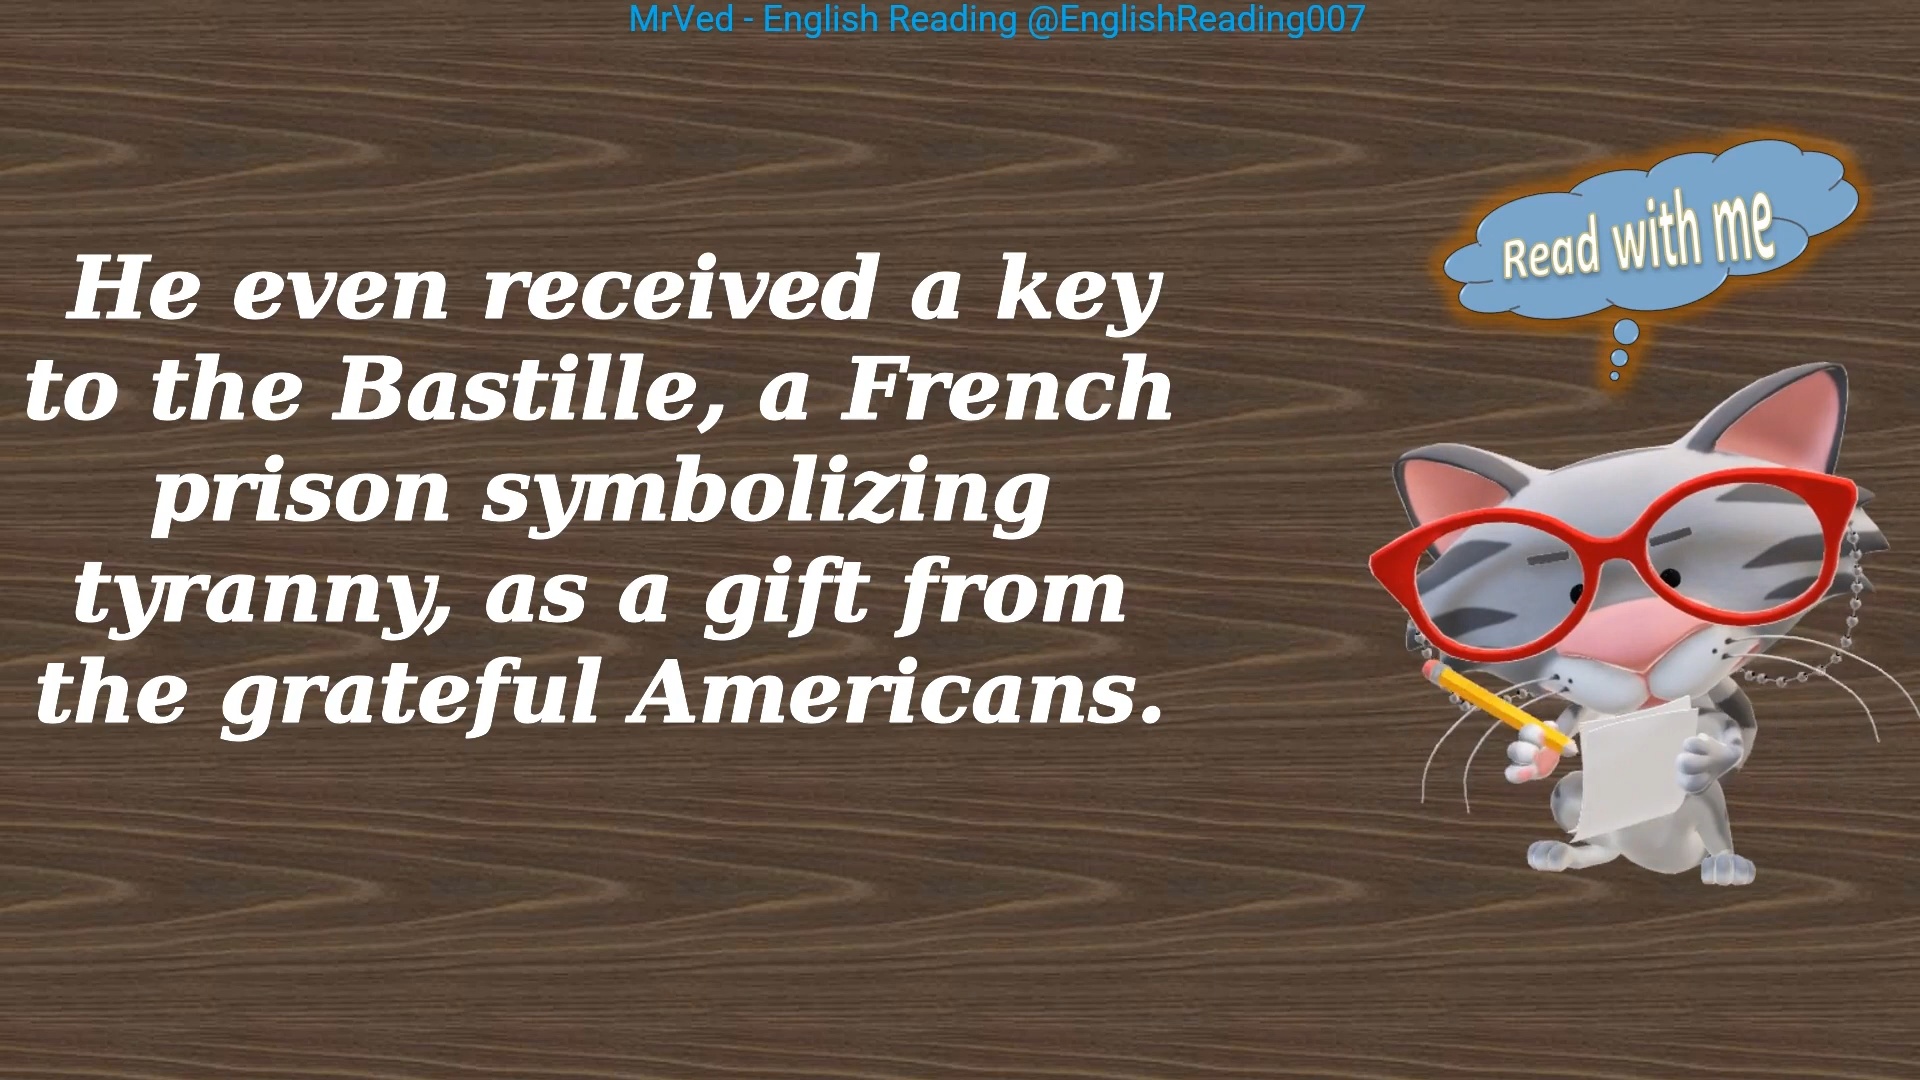 MrVed - English Reading @EnglishReading007
Read with me
He even received a key
to the Bastille, a French
prison symbolizing
tyranny, as a gift from
the grateful Americans.